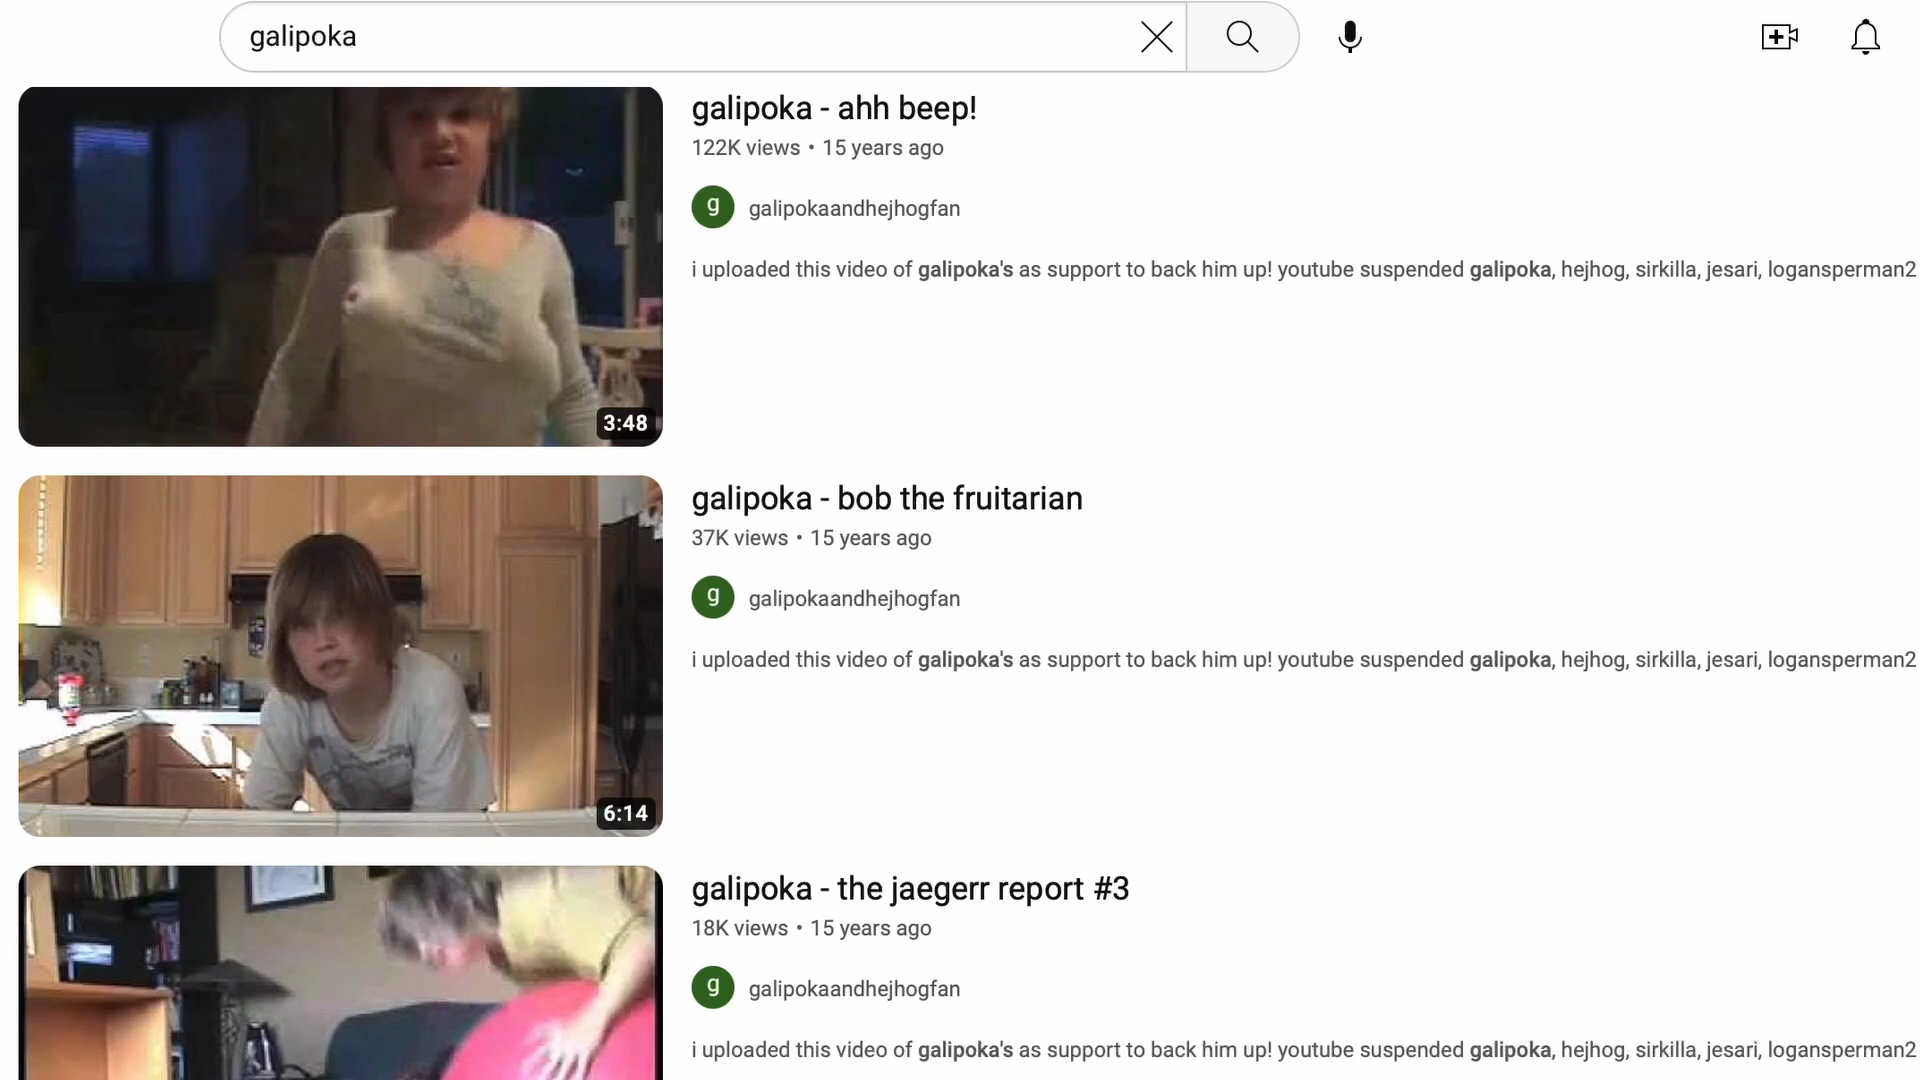 galipoka
galipoka - ahh beep!
122K views • 15 years ago
g galipokaandhejhogfan
i uploaded this video of galipoka's as support to back him up! youtube suspended galipoka, hejhog, sirkilla, jesari, logansperman2
3:48
galipoka - bob the fruitarian
37K views • 15 years ago
g galipokaandhejhogfan
i uploaded this video of galipoka's as support to back him up! youtube suspended galipoka, hejhog, sirkilla, jesari, logansperman2
6:14
galipoka - the jaegerr report #3
18K views • 15 years ago
g galipokaandhejhogfan
i uploaded this video of galipoka's as support to back him up! youtube suspended galipoka, hejhog, sirkilla, jesari, logansperman2